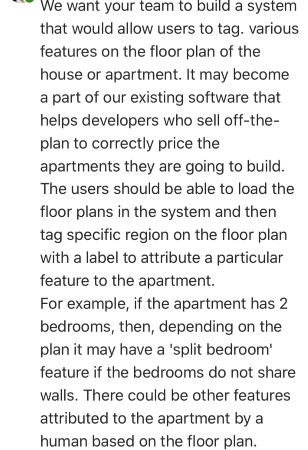 We want your team to build a system
that would allow users to tag. various
features on the floor plan of the
house or apartment. It may become
a part of our existing software that
helps developers who sell off-the-
plan to correctly price the
apartments they are going to build.
The users should be able to load the
floor plans in the system and then
tag specific region on the floor plan
with a label to attribute a particular
feature to the apartment.
For example, if the apartment has 2
bedrooms, then, depending on the
plan it may have a 'split bedroom'
feature if the bedrooms do not share
walls. There could be other features
attributed to the apartment by a
human based on the floor plan.